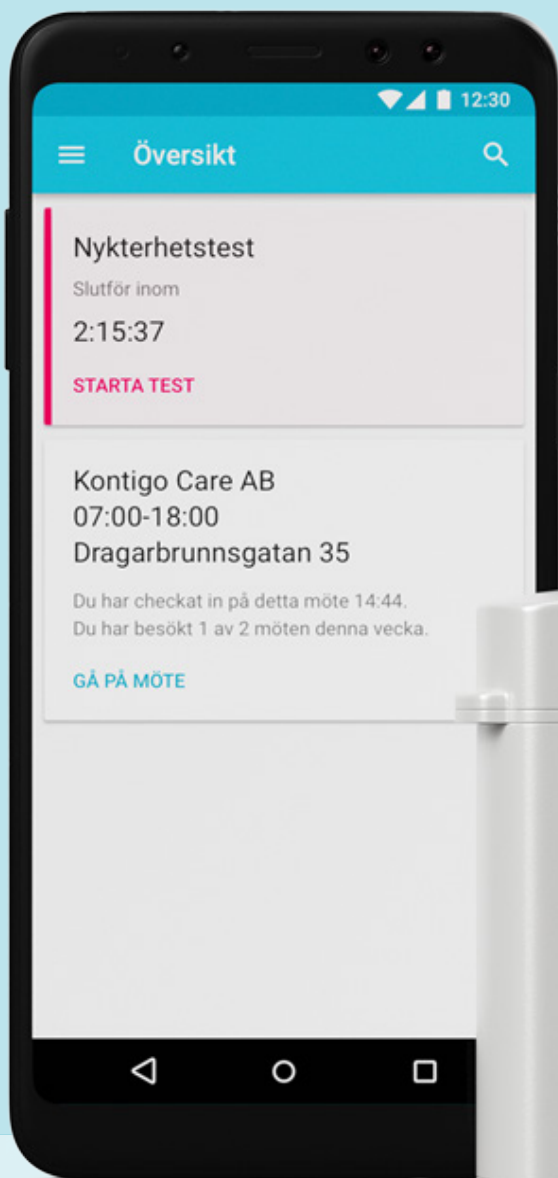 12:30
Översikt
Nykterhetstest
Slutför inom
2:15:37
STARTA TEST
Kontigo Care AB
07:00-18:00
Dragarbrunnsgatan 35
Du har checkat in på detta möte 14:44.
Du har besökt 1 av 2 möten denna vecka.
GÅ PÅ MÖTE